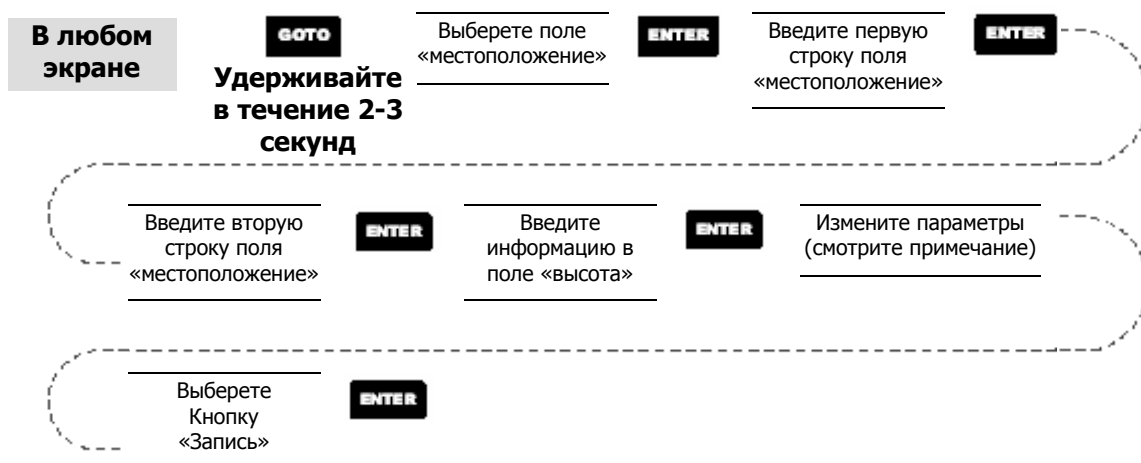 В любом
экране
GOTO
Удерживайте
в течение 2-3
секунд
Выберете поле
«местоположение»
ENTER
Введите первую
строку поля
«местоположение»
ENTER
Введите вторую
строку поля
«местоположение»
ENTER
Введите
информацию в
поле «высота»
ENTER
Измените параметры
(смотрите примечание)
Выберете
Кнопку
«Запись»
ENTER